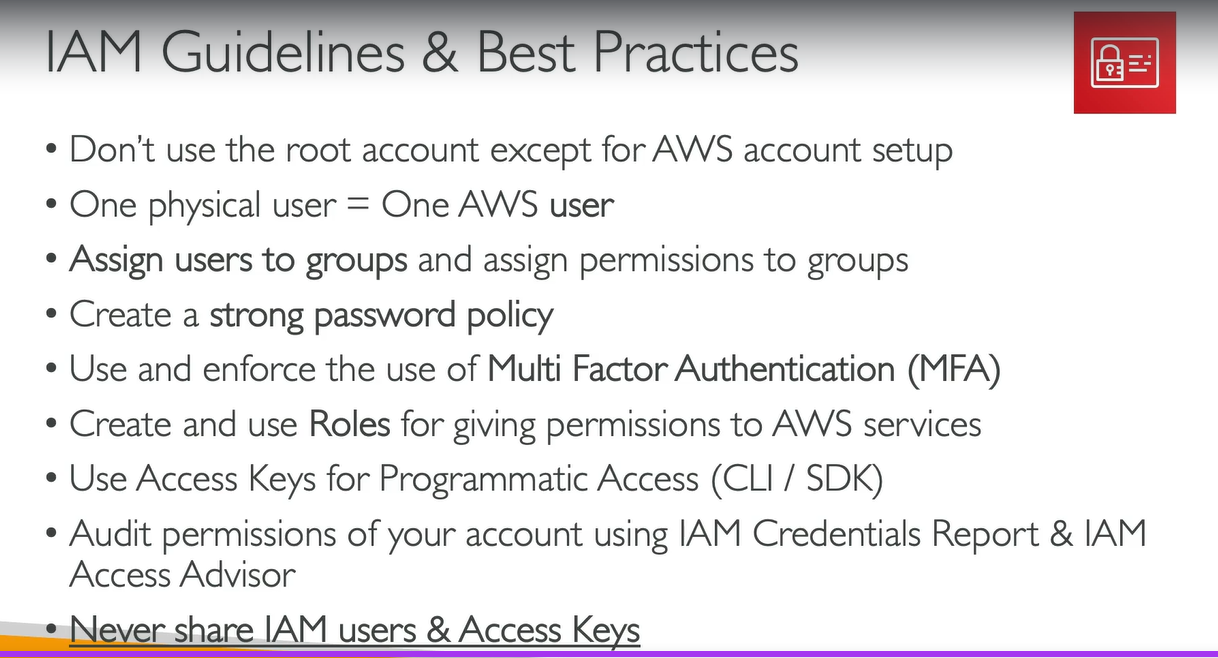 IAM Guidelines & Best Practices
• Don’t use the root account except for AWS account setup
• One physical user = One AWS user
• Assign users to groups and assign permissions to groups
• Create a strong password policy
• Use and enforce the use of Multi Factor Authentication (MFA)
• Create and use Roles for giving permissions to AWS services
• Use Access Keys for Programmatic Access (CLI / SDK)
• Audit permissions of your account using IAM Credentials Report & IAM
Access Advisor
• Never share IAM users & Access Keys